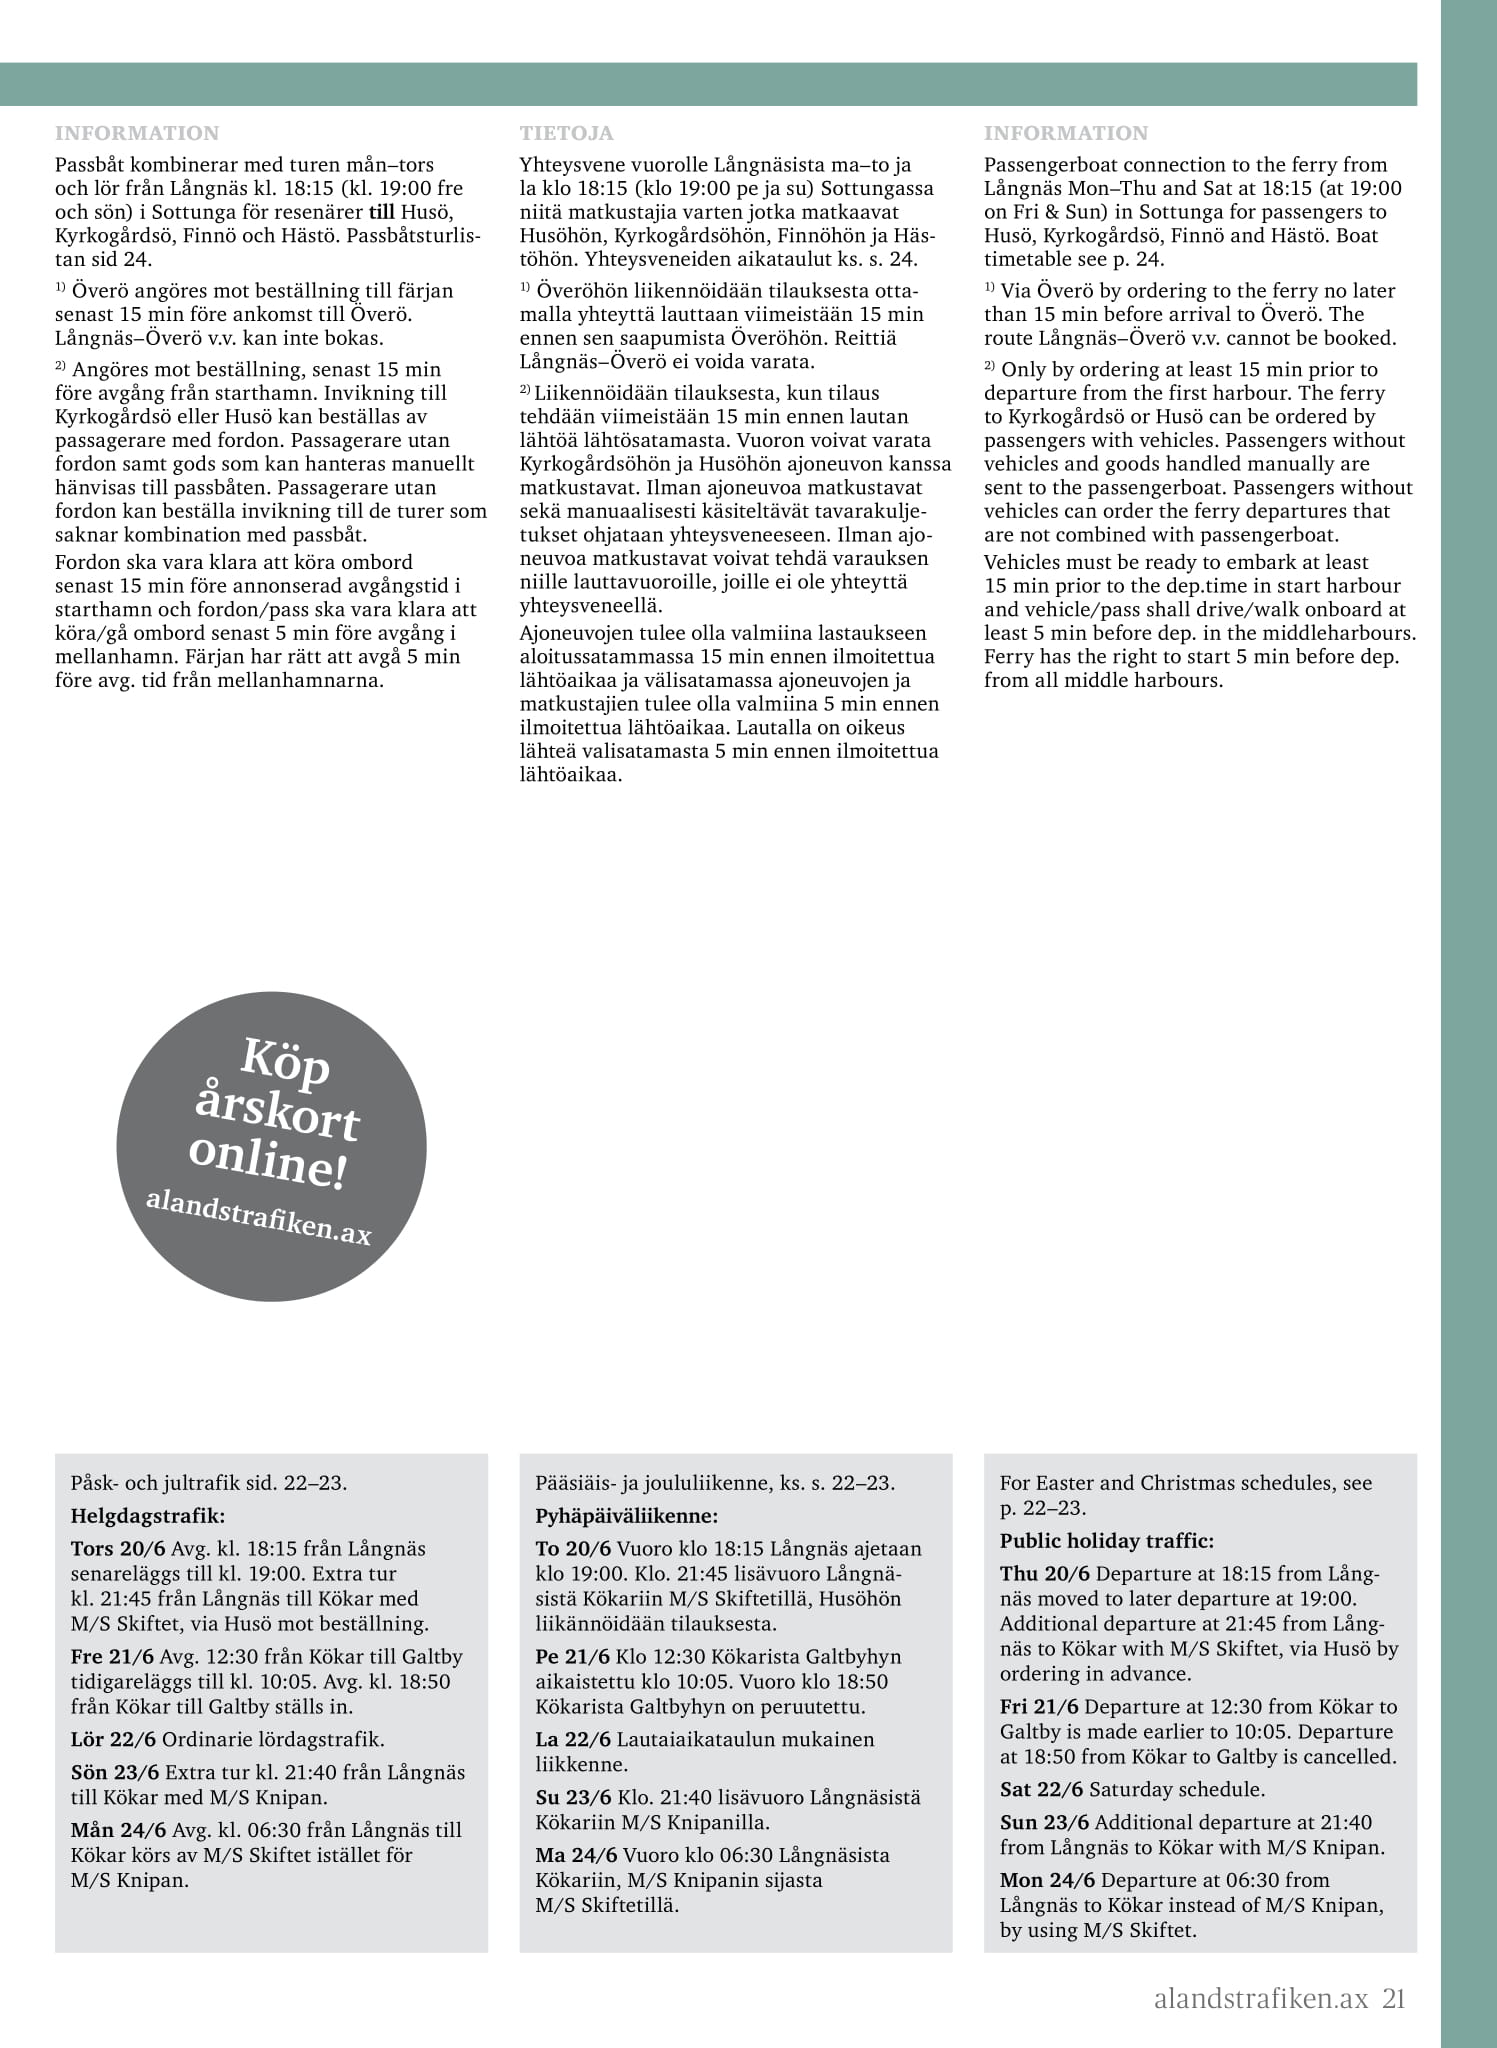 INFORMATION
Passbåt kombinerar med turen mån–tors
och lör från Långnäs kl. 18:15 (kl. 19:00 fre
och sön) i Sottunga för resenärer till Husö,
Kyrkogårdsö, Finnö och Hästö. Passbåtsturlis-
tan sid 24.
1) Överö angöres mot beställning till färjan
senast 15 min före ankomst till Överö.
Långnäs–Överö v.v. kan inte bokas.
2) Angöres mot beställning, senast 15 min
före avgång från starthamn. Invikning till
Kyrkogårdsö eller Husö kan beställas av
passagerare med fordon. Passagerare utan
fordon samt gods som kan hanteras manuellt
hänvisas till passbåten. Passagerare utan
fordon kan beställa invikning till de turer som
saknar kombination med passbåt.
Fordon ska vara klara att köra ombord
senast 15 min före annonserad avgångstid i
starthamn och fordon/pass ska vara klara att
köra/gå ombord senast 5 min före avgång i
mellanhamn. Färjan har rätt att avgå 5 min
före avg. tid från mellanhamnarna.
TIETOJA
Yhteysvene vuorolle Långnäsista ma–to ja
la klo 18:15 (klo 19:00 pe ja su) Sottungassa
niitä matkustajia varten jotka matkaavat
Husöhön, Kyrkogårdsöhön, Finnöhön ja Häs-
töhön. Yhteysveneiden aikataulut ks. s. 24.
1) Överöhön liikennöidään tilauksesta otta-
malla yhteyttä lauttaan viimeistään 15 min
ennen sen saapumista Överöhön. Reittiä
Långnäs–Överö ei voida varata.
2) Liikennöidään tilauksesta, kun tilaus
tehdään viimeistään 15 min ennen lautan
lähtöä lähtösatamasta. Vuoron voivat varata
Kyrkogårdsöhön ja Husöhön ajoneuvon kanssa
matkustavat. Ilman ajoneuvoa matkustavat
sekä manuaalisesti käsiteltävät tavarakulje-
tukset ohjataan yhteysveneeseen. Ilman ajo-
neuvoa matkustavat voivat tehdä varauksen
niille lauttavuoroille, joille ei ole yhteyttä
yhteysveneellä.
Ajoneuvojen tulee olla valmiina lastaukseen
aloitussatammassa 15 min ennen ilmoitettua
lähtöaikaa ja välisatamassa ajoneuvojen ja
matkustajien tulee olla valmiina 5 min ennen
ilmoitettua lähtöaikaa. Lautalla on oikeus
lähteä valisatamasta 5 min ennen ilmoitettua
lähtöaikaa.
INFORMATION
Passengerboat connection to the ferry from
Långnäs Mon–Thu and Sat at 18:15 (at 19:00
on Fri & Sun) in Sottunga for passengers to
Husö, Kyrkogårdsö, Finnö and Hästö. Boat
timetable see p. 24.
1) Via Överö by ordering to the ferry no later
than 15 min before arrival to Överö. The
route Långnäs–Överö v.v. cannot be booked.
2) Only by ordering at least 15 min prior to
departure from the first harbour. The ferry
to Kyrkogårdsö or Husö can be ordered by
passengers with vehicles. Passengers without
vehicles and goods handled manually are
sent to the passengerboat. Passengers without
vehicles can order the ferry departures that
are not combined with passengerboat.
Vehicles must be ready to embark at least
15 min prior to the dep.time in start harbour
and vehicle/pass shall drive/walk onboard at
least 5 min before dep. in the middleharbours.
Ferry has the right to start 5 min before dep.
from all middle harbours.
Köp
årskort
online!
alandstrafiken.ax
Påsk- och jultrafik sid. 22–23.
Helgdagstrafik:
Tors 20/6 Avg. kl. 18:15 från Långnäs
senareläggs till kl. 19:00. Extra tur
kl. 21:45 från Långnäs till Kökar med
M/S Skiftet, via Husö mot beställning.
Fre 21/6 Avg. 12:30 från Kökar till Galtby
tidigareläggs till kl. 10:05. Avg. kl. 18:50
från Kökar till Galtby ställs in.
Lör 22/6 Ordinarie lördagstrafik.
Sön 23/6 Extra tur kl. 21:40 från Långnäs
till Kökar med M/S Knipan.
Mån 24/6 Avg. kl. 06:30 från Långnäs till
Kökar körs av M/S Skiftet istället för
M/S Knipan.
Pääsiäis- ja joululiikenne, ks. s. 22–23.
Pyhäpäiväliikenne:
To 20/6 Vuoro klo 18:15 Långnäs ajetaan
klo 19:00. Klo. 21:45 lisävuoro Långnä-
sistä Kökariin M/S Skiftetillä, Husöhön
liikännöidään tilauksesta.
Pe 21/6 Klo 12:30 Kökarista Galtbyhyn
aikaistettu klo 10:05. Vuoro klo 18:50
Kökarista Galtbyhyn on peruutettu.
La 22/6 Lautaiaikataulun mukainen
liikkenne.
Su 23/6 Klo. 21:40 lisävuoro Långnäsistä
Kökariin M/S Knipanilla.
Ma 24/6 Vuoro klo 06:30 Långnäsista
Kökariin, M/S Knipanin sijasta
M/S Skiftetillä.
For Easter and Christmas schedules, see
p. 22–23.
Public holiday traffic:
Thu 20/6 Departure at 18:15 from Lång-
näs moved to later departure at 19:00.
Additional departure at 21:45 from Lång-
näs to Kökar with M/S Skiftet, via Husö by
ordering in advance.
Fri 21/6 Departure at 12:30 from Kökar to
Galtby is made earlier to 10:05. Departure
at 18:50 from Kökar to Galtby is cancelled.
Sat 22/6 Saturday schedule.
Sun 23/6 Additional departure at 21:40
from Långnäs to Kökar with M/S Knipan.
Mon 24/6 Departure at 06:30 from
Långnäs to Kökar instead of M/S Knipan,
by using M/S Skiftet.
alandstrafiken.ax 21